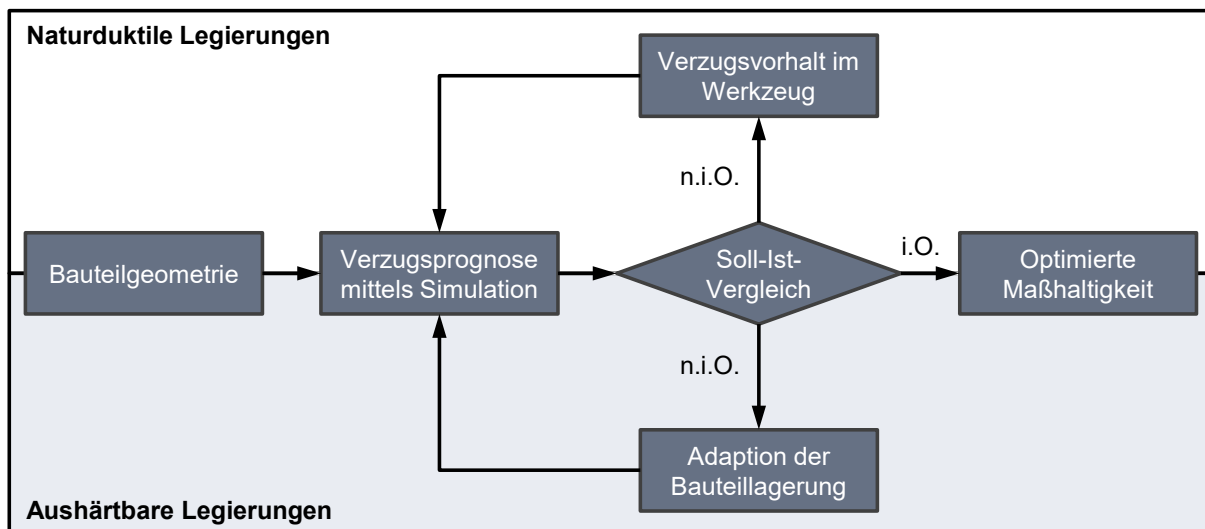 Naturduktile Legierungen
Verzugsvorhalt im
Werkzeug
n.i.O.
Bauteilgeometrie
Verzugsprognose
mittels Simulation
Soll-Ist-
Vergleich
i.O.
Optimierte
Maßhaltigkeit
n.i.O.
Adaption der
Bauteillagerung
Aushärtbare Legierungen